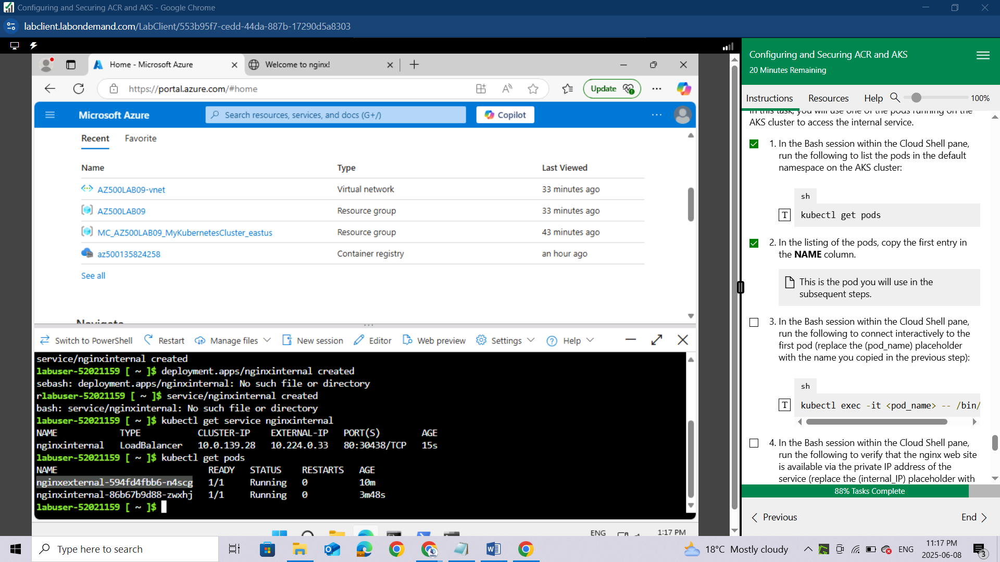 Configuring and Securing ACR and AKS - Google Chrome
labclient.labondemand.com/LabClient/553b95f7-cedd-44da-887b-17290d5a8303
Home - Microsoft Azure
Welcome to nginx!
https://portal.azure.com/#home
Update
Microsoft Azure
Search resources, services, and docs (G+/)
Copilot
Recent
Favorite
Name Type Last Viewed
AZ500LAB09-vnet Virtual network 33 minutes ago
AZ500LAB09 Resource group 33 minutes ago
MC_AZ500LAB09_MyKubernetesCluster_eastus Resource group 43 minutes ago
az500135824258 Container registry an hour ago
See all
Navigate
Switch to PowerShell Restart Manage files New session Editor Web preview Settings Help
service/nginxinternal created
labuser-52021159 [ ~ ]$ deployment.apps/nginxinternal created
sebash: deployment.apps/nginxinternal: No such file or directory
rlabuser-52021159 [ ~ ]$ service/nginxinternal created
bash: service/nginxinternal: No such file or directory
labuser-52021159 [ ~ ]$ kubectl get service nginxinternal
NAME TYPE CLUSTER-IP EXTERNAL-IP PORT(S) AGE
nginxinternal LoadBalancer 10.0.139.28 10.224.0.33 80:30438/TCP 15s
labuser-52021159 [ ~ ]$ kubectl get pods
NAME READY STATUS RESTARTS AGE
nginxexternal-594fd4fbb6-n4scg 1/1 Running 0 10m
nginxinternal-86b67b9d88-zwxhj 1/1 Running 0 3m48s
labuser-52021159 [ ~ ]$
ENG
1:17 PM
Configuring and Securing ACR and AKS
20 Minutes Remaining
Instructions Resources Help 100%
In this task, you will use one of the pods running on the
AKS cluster to access the internal service.
1. In the Bash session within the Cloud Shell pane,
run the following to list the pods in the default
namespace on the AKS cluster:
sh
T kubectl get pods
2. In the listing of the pods, copy the first entry in
the NAME column.
This is the pod you will use in the
subsequent steps.
3. In the Bash session within the Cloud Shell pane,
run the following to connect interactively to the
first pod (replace the (pod_name) placeholder
with the name you copied in the previous step):
sh
T kubectl exec -it <pod_name> -- /bin/
4. In the Bash session within the Cloud Shell pane,
run the following to verify that the nginx web site
is available via the private IP address of the
service (replace the (internal_IP) placeholder with
88% Tasks Complete
Previous
End
Type here to search
18°C Mostly cloudy
ENG
11:17 PM
2025-06-08
3